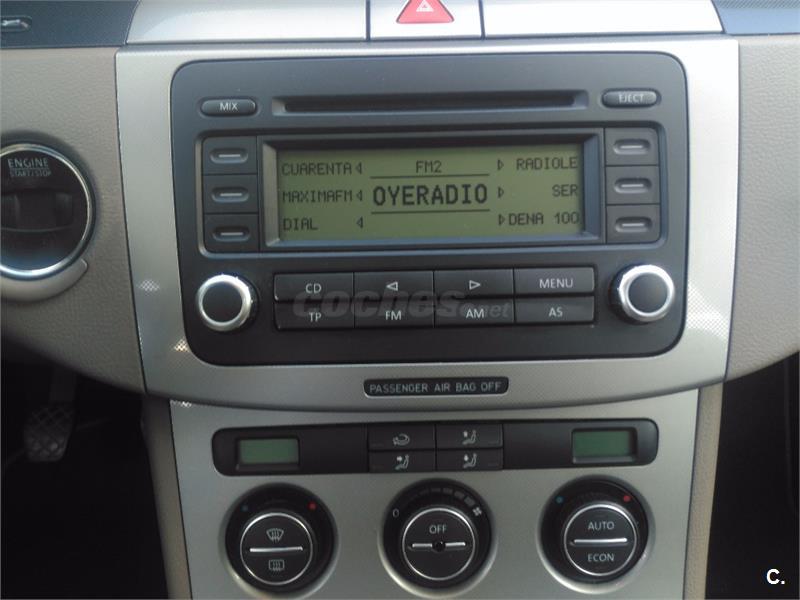 MIX
EJECT
ENGINE
START/STOP
CUARENTA FM2 RADIOLE
MAXIMAFM OYERADIO SER
DIAL DENA 100
CD MENU
TP FM AM AS
coches.net
PASSENGER AIR BAG OFF
OFF
AUTO
ECON
C.